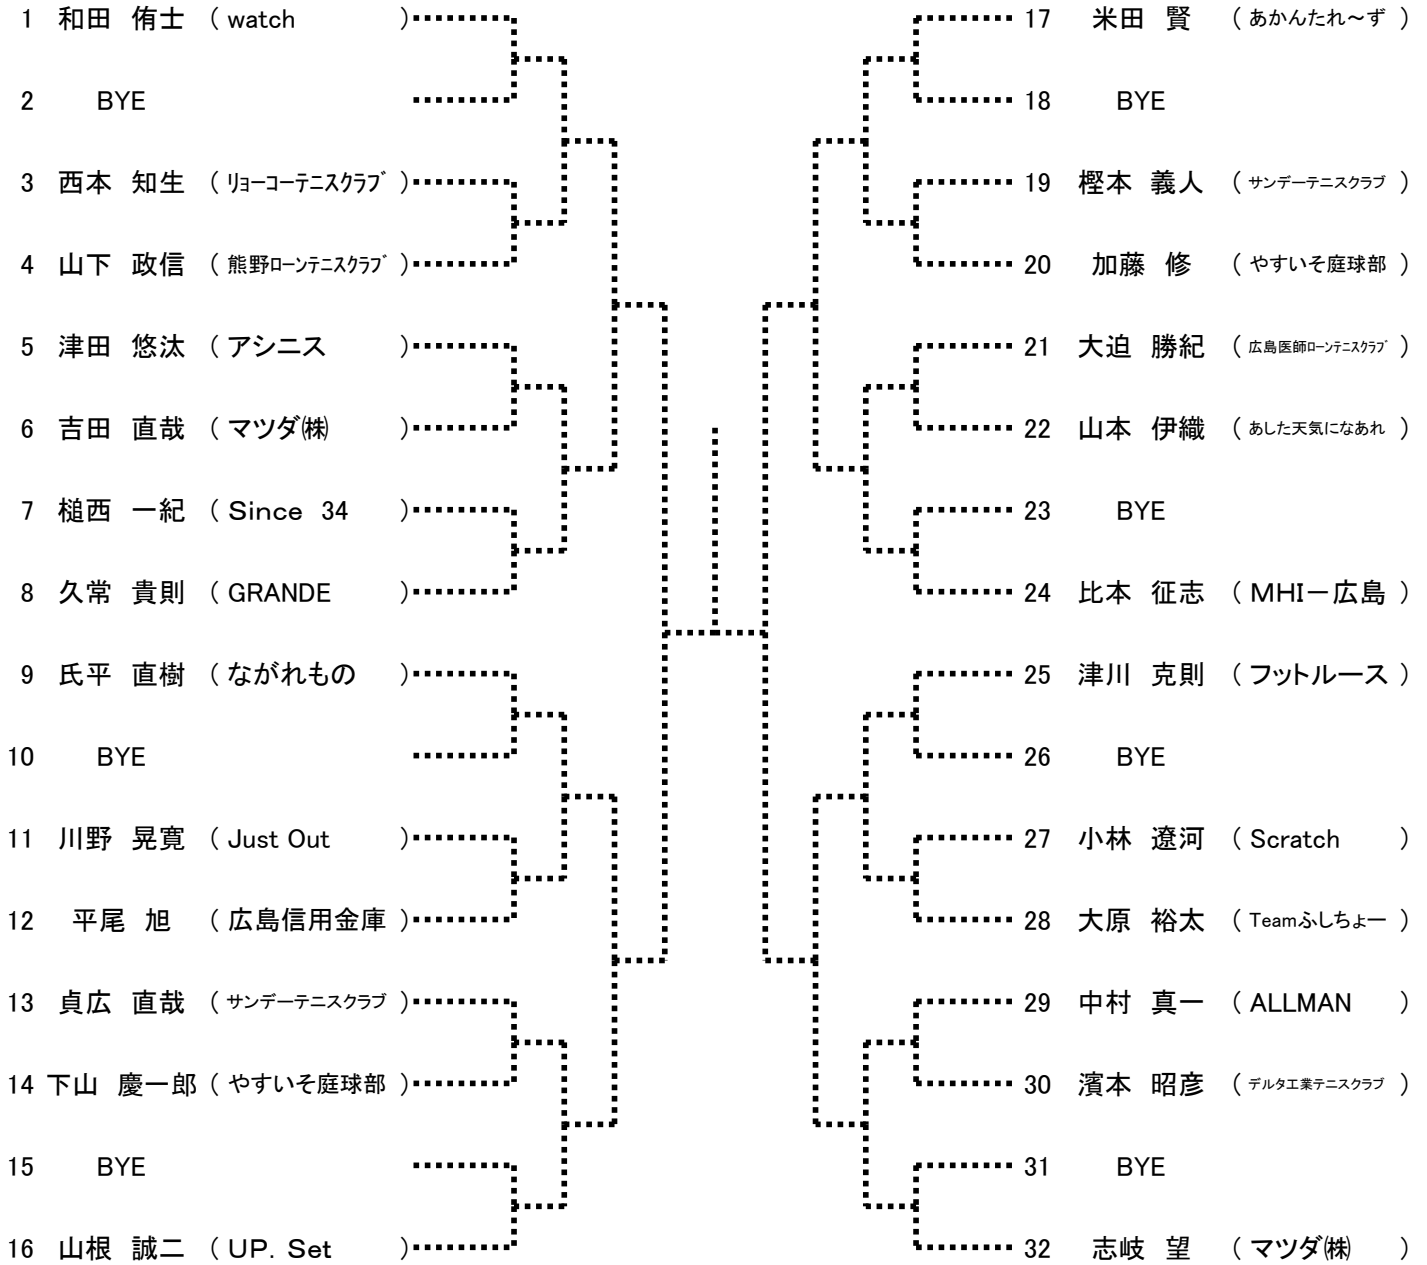 1 和田 侑士 ( watch )
2 BYE
3 西本 知生 ( ﾘｮｰｺｰﾃﾆｽｸﾗﾌﾞ )
4 山下 政信 ( 熊野ﾛｰﾝﾃﾆｽｸﾗﾌﾞ )
5 津田 悠汰 ( アシニス )
6 吉田 直哉 ( マツダ㈱ )
7 槌西 一紀 ( Ｓｉｎｃｅ 34 )
8 久常 貴則 ( GRANDE )
9 氏平 直樹 ( ながれもの )
10 BYE
11 川野 晃寛 ( Just Out )
12 平尾 旭 ( 広島信用金庫 )
13 貞広 直哉 ( サンデーテニスクラブ )
14 下山 慶一郎 ( やすいそ庭球部 )
15 BYE
16 山根 誠二 ( ＵＰ．Ｓｅｔ )
17 米田 賢 ( あかんたれ～ず )
18 BYE
19 樫本 義人 ( サンデーテニスクラブ )
20 加藤 修 ( やすいそ庭球部 )
21 大迫 勝紀 ( 広島医師ﾛｰﾝﾃﾆｽｸﾗﾌﾞ )
22 山本 伊織 ( あした天気になあれ )
23 BYE
24 比本 征志 ( ＭＨＩ－広島 )
25 津川 克則 ( フットルース )
26 BYE
27 小林 遼河 ( Scratch )
28 大原 裕太 ( Teamふしちょー )
29 中村 真一 ( ALLMAN )
30 濱本 昭彦 ( デルタ工業テニスクラブ )
31 BYE
32 志岐 望 ( マツダ㈱ )